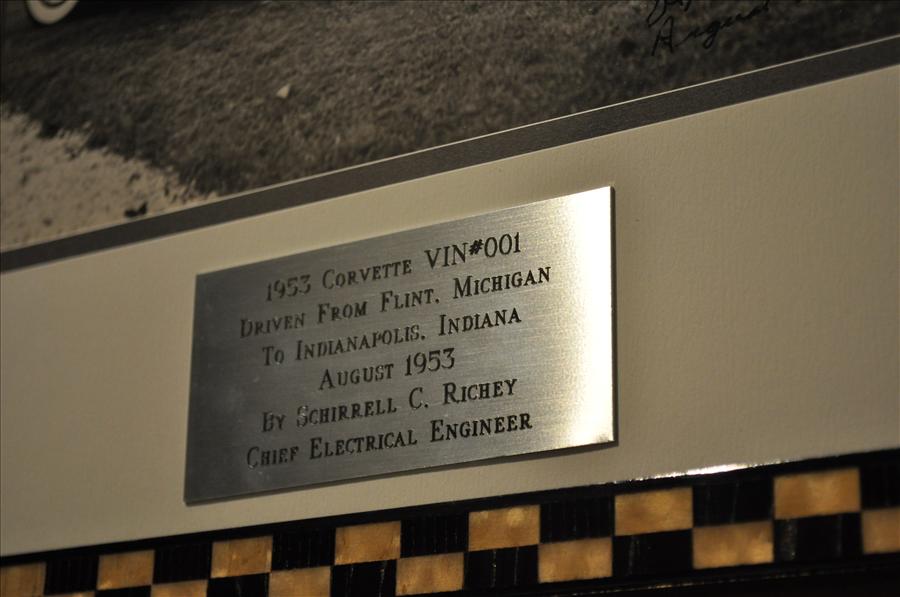 Augus
1953 Corvette VIN#001
Driven From Flint, Michigan
To Indianapolis, Indiana
August 1953
By Schirrell C. Richey
Chief Electrical Engineer